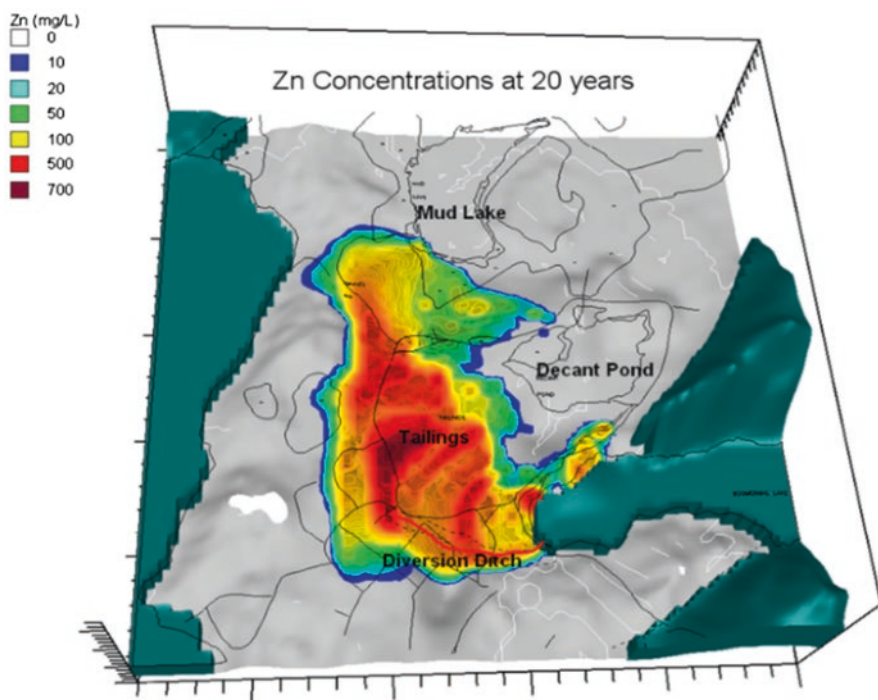 Zn (mg/L)
0
10
20
50
100
500
700
Zn Concentrations at 20 years
Mud Lake
Decant Pond
Tailings
Diversion Ditch